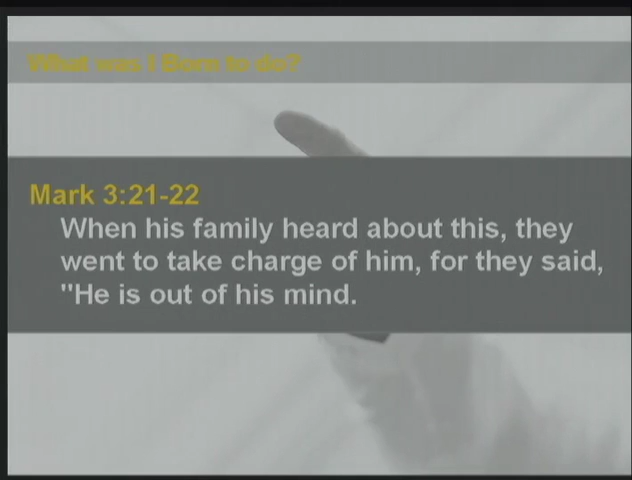 What was I Born to do?
Mark 3:21-22
When his family heard about this, they
went to take charge of him, for they said,
"He is out of his mind.